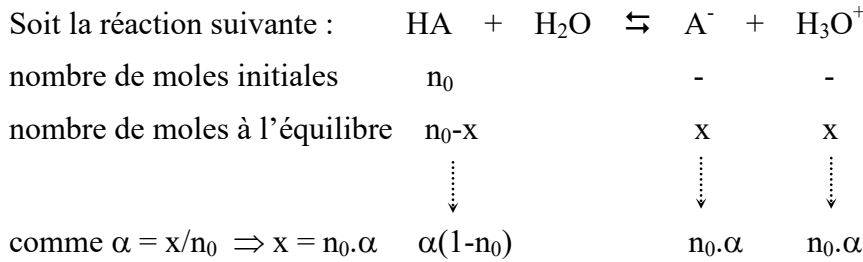 Soit la réaction suivante : HA + H₂O ⇆ A⁻ + H₃O⁺
nombre de moles initiales n₀ - -
nombre de moles à l’équilibre n₀-x x x
comme α = x/n₀ ⇒ x = n₀.α α(1-n₀) n₀.α n₀.α